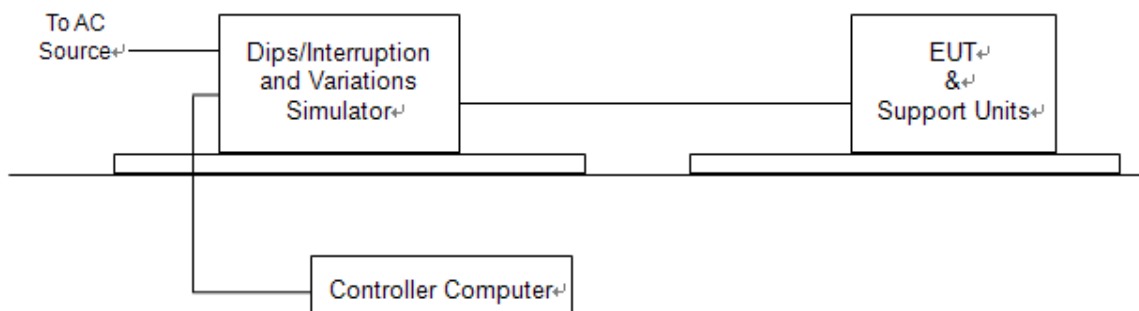 To AC
Source↵
Dips/Interruption
and Variations
Simulator↵
EUT↵
&↵
Support Units↵
Controller Computer↵